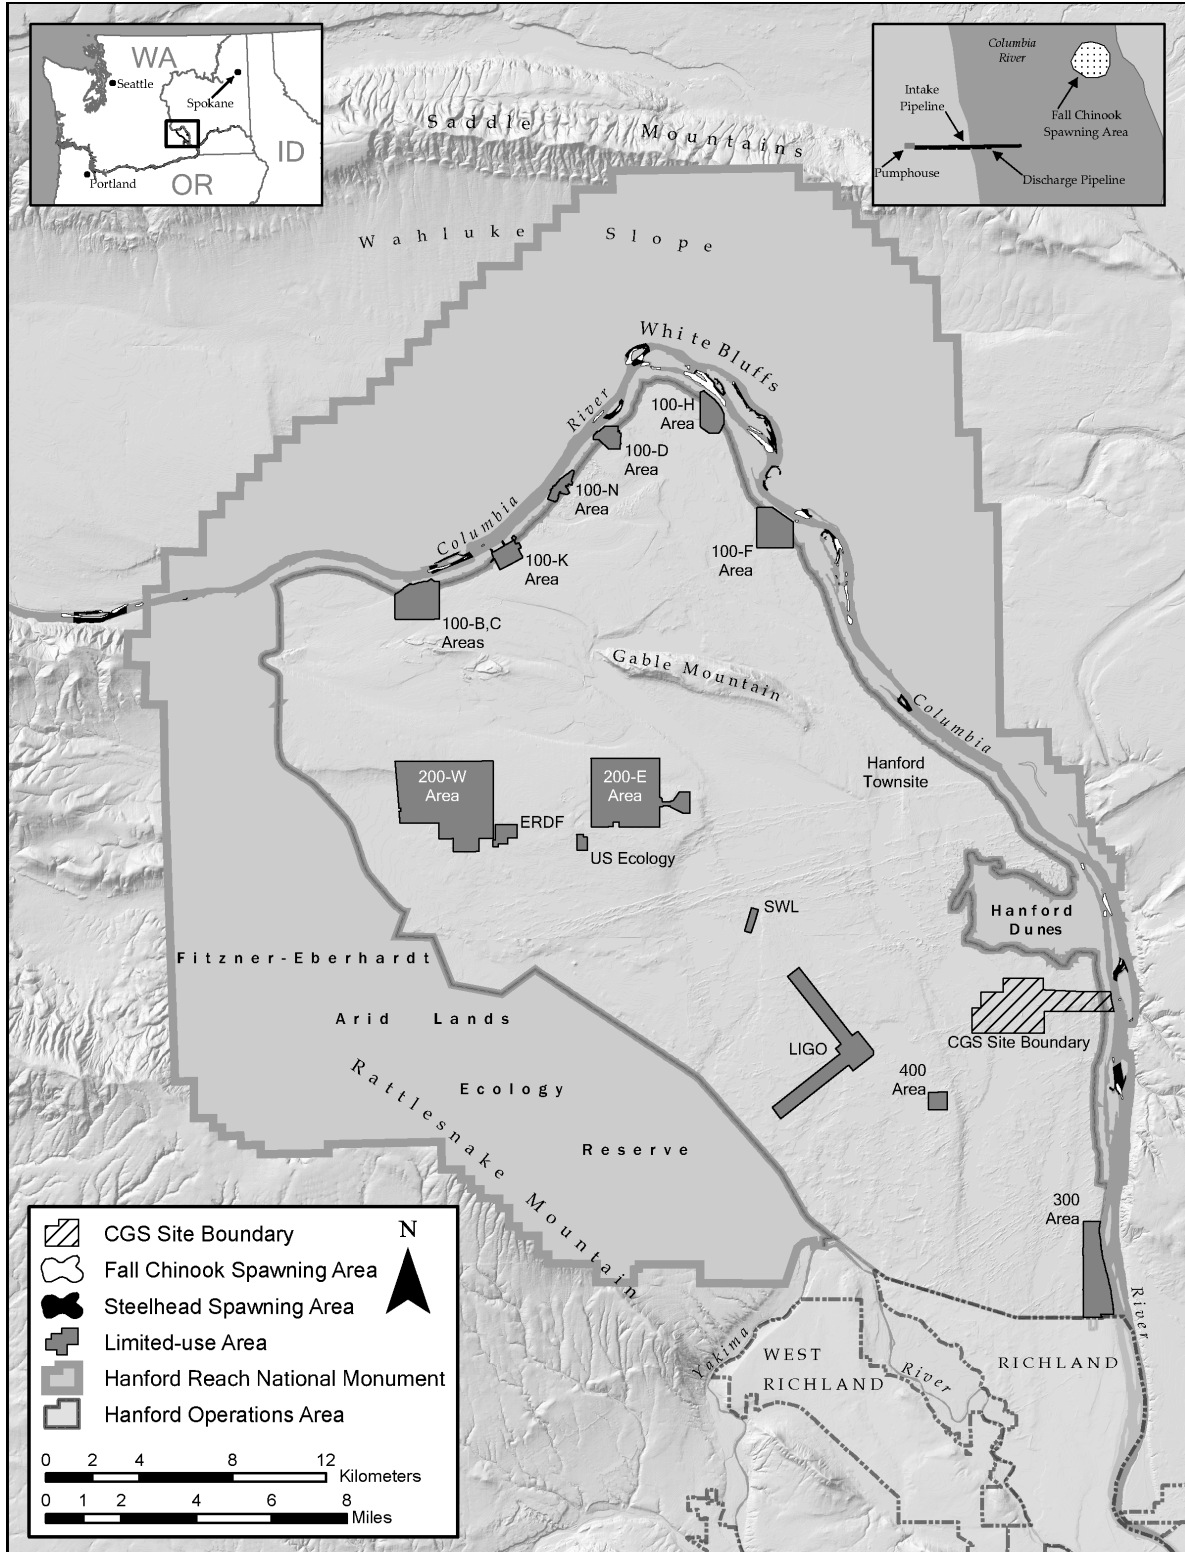 WA
Seattle
Spokane
ID
Portland
OR
Columbia
River
Intake
Pipeline
Fall Chinook
Spawning Area
Pumphouse
Discharge Pipeline
Saddle Mountains
Wahluke Slope
White Bluffs
River
100-H
Area
100-D
Area
100-N
Area
Columbia
100-K
Area
100-F
Area
100-B,C
Areas
Gable Mountain
Columbia
Hanford
Townsite
200-W
Area
200-E
Area
ERDF
US Ecology
SWL
Hanford
Dunes
Fitzner-Eberhardt
Arid Lands
Ecology
Reserve
Rattlesnake Mountain
LIGO
CGS Site Boundary
400
Area
300
Area
River
Yakima
River
WEST
RICHLAND
RICHLAND
CGS Site Boundary
Fall Chinook Spawning Area
Steelhead Spawning Area
Limited-use Area
Hanford Reach National Monument
Hanford Operations Area
N
0 2 4 8 12
Kilometers
0 1 2 4 6 8
Miles